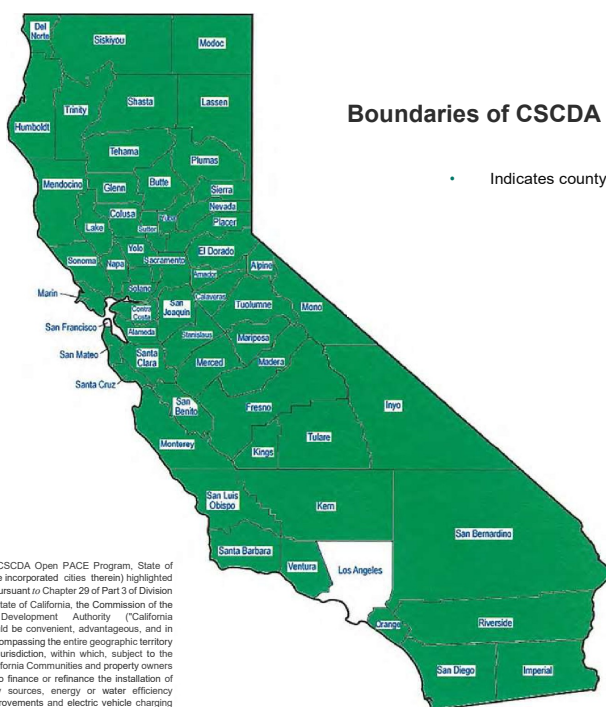 Boundaries of CSCDA
• Indicates county
Del
Norte
Siskiyou
Modoc
Humboldt
Trinity
Shasta
Lassen
Tehama
Plumas
Mendocino
Glenn
Butte
Sierra
Nevada
Placer
Lake
Colusa
Sutter
Yuba
Sonoma
Napa
Yolo
Sacramento
El Dorado
Alpine
Amador
Solano
Marin
Contra
Costa
San
Joaquin
Calaveras
Tuolumne
Mono
San Francisco
Alameda
Stanislaus
Mariposa
San Mateo
Santa
Clara
Merced
Madera
Santa Cruz
San
Benito
Fresno
Inyo
Monterey
Kings
Tulare
San Luis
Obispo
Kern
San Bernardino
Santa Barbara
Ventura
Los Angeles
Orange
Riverside
San Diego
Imperial
CSCDA Open PACE Program, State of
incorporated cities therein) highlighted
ursuant to Chapter 29 of Part 3 of Division
tate of California, the Commission of the
Development Authority ("California
uld be convenient, advantageous, and in
compassing the entire geographic territory
urisdiction, within which, subject to the
ifornia Communities and property owners
o finance or refinance the installation of
sources, energy or water efficiency
provements and electric vehicle charging